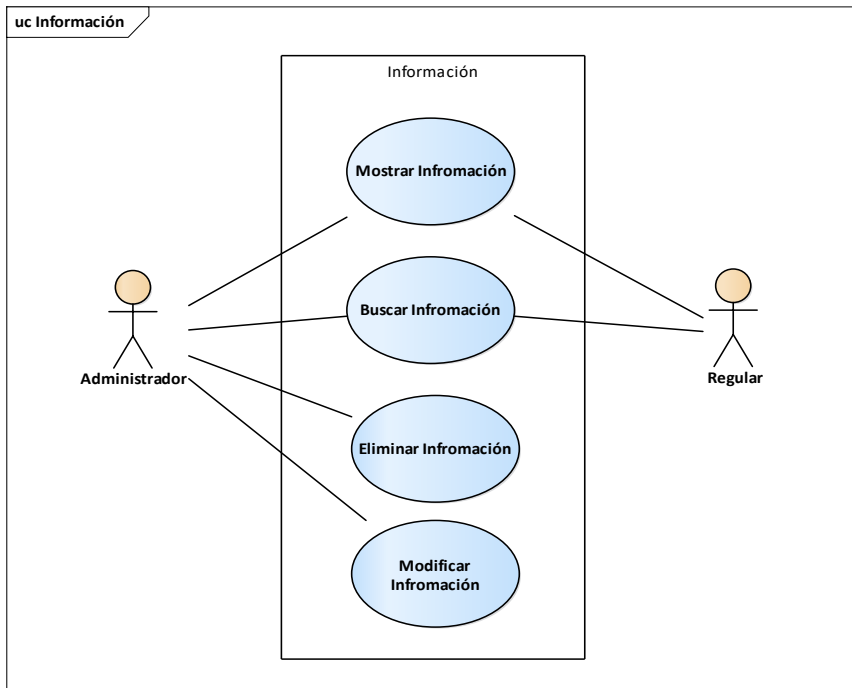 uc Información
Información
Mostrar Infromación
Buscar Infromación
Administrador
Regular
Eliminar Infromación
Modificar
Infromación